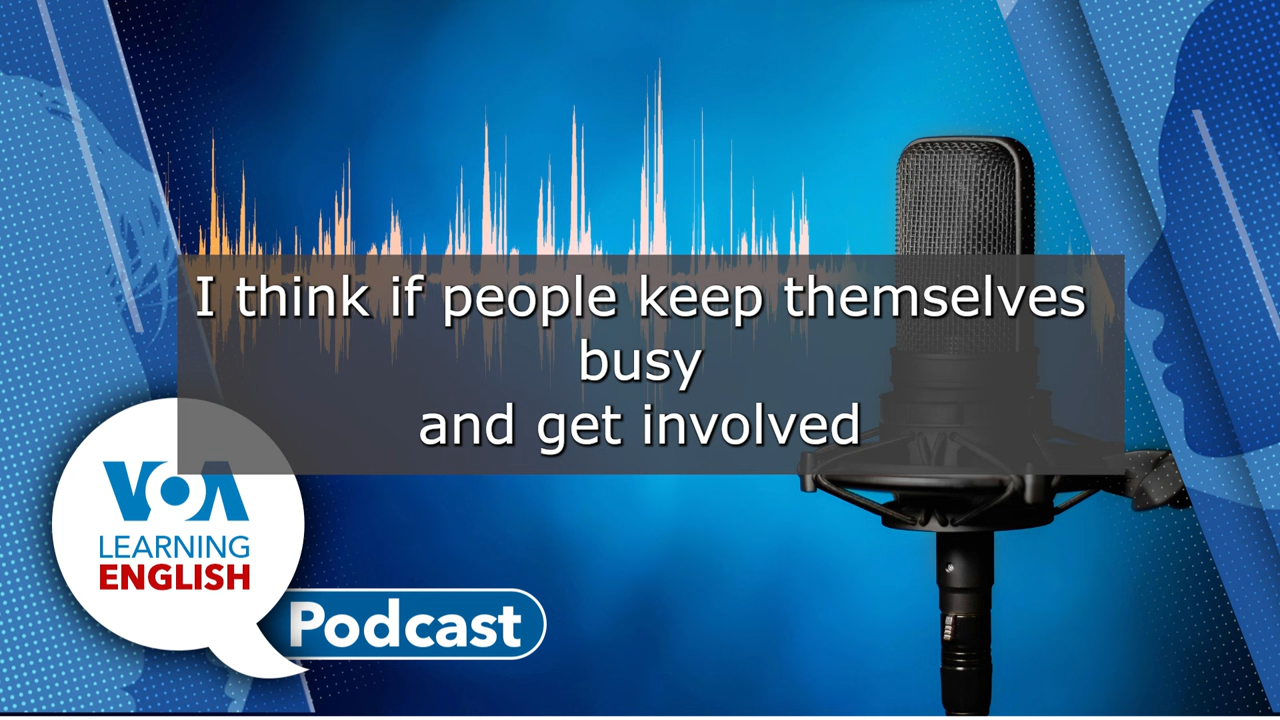 I think if people keep themselves
busy
and get involved
VOA
LEARNING
ENGLISH
Podcast